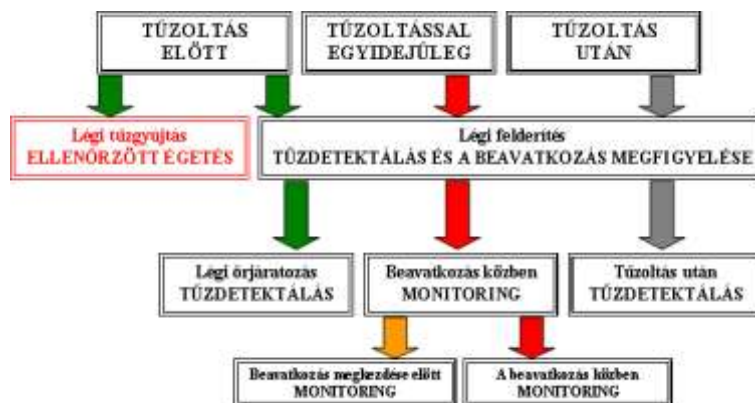 TŰZOLTÁS
ELŐTT
TŰZOLTÁSSAL
EGYIDEJŰLEG
TŰZOLTÁS
UTÁN
Légi tűzgyújtás
ELLENŐRZÖTT ÉGETÉS
Légi felderítés
TŰZDETEKTÁLÁS ÉS A BEAVATKOZÁS MEGFIGYELÉSE
Légi őrjáratozás
TŰZDETEKTÁLÁS
Beavatkozás közben
MONITORING
Tűzoltás után
TŰZDETEKTÁLÁS
Beavatkozás megkezdése előtt
MONITORING
A beavatkozás közben
MONITORING